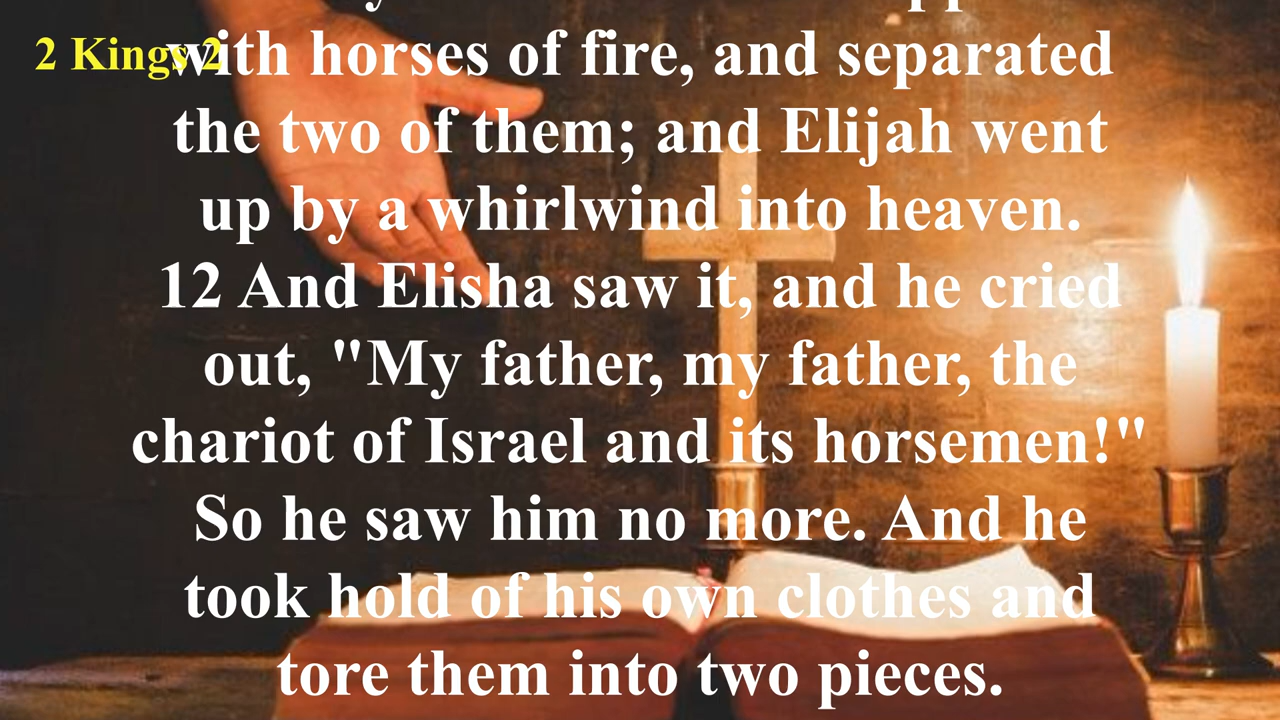 2 Kings 2
with horses of fire, and separated
the two of them; and Elijah went
up by a whirlwind into heaven.
12 And Elisha saw it, and he cried
out, "My father, my father, the
chariot of Israel and its horsemen!"
So he saw him no more. And he
took hold of his own clothes and
tore them into two pieces.